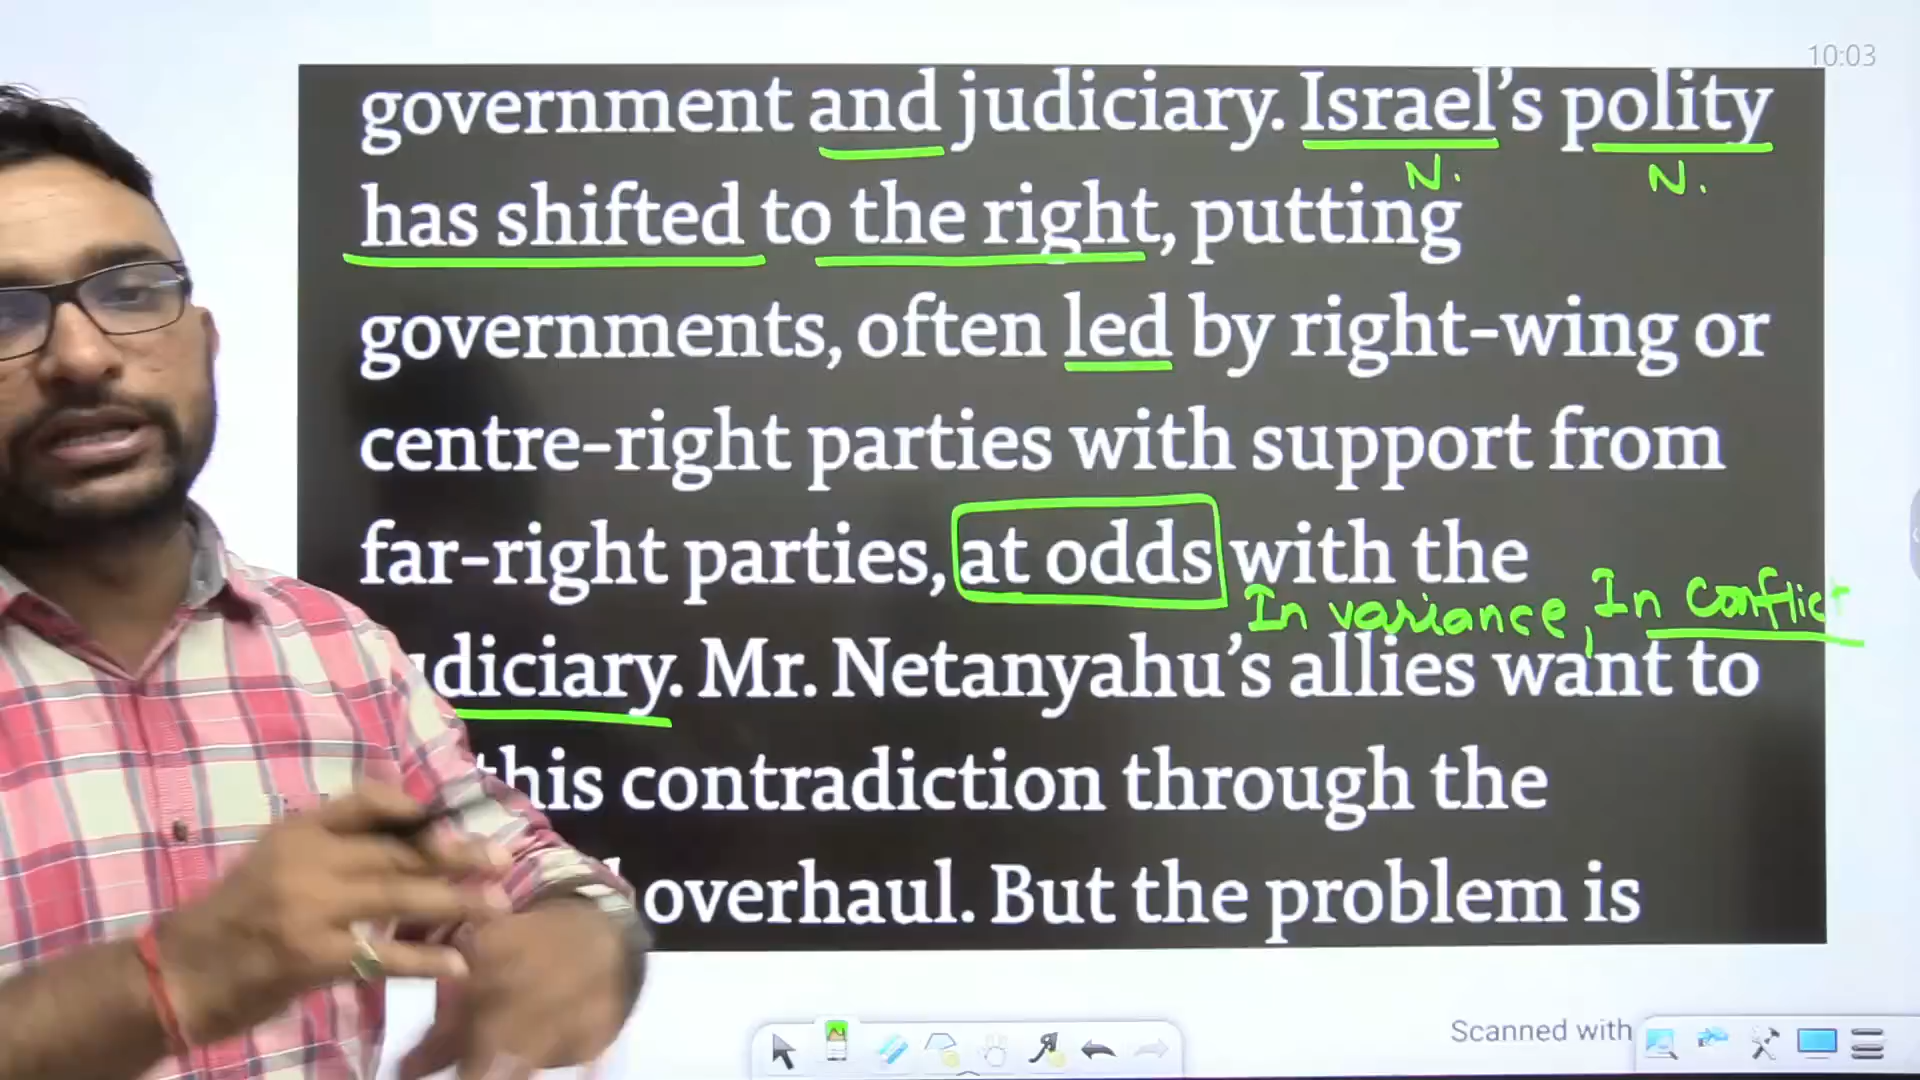 10:03
government and judiciary. Israel's polity
N. N.
has shifted to the right, putting
governments, often led by right-wing or
centre-right parties with support from
far-right parties, at odds with the
In variance, In conflict
diciary. Mr. Netanyahu's allies want to
this contradiction through the
overhaul. But the problem is
Scanned with